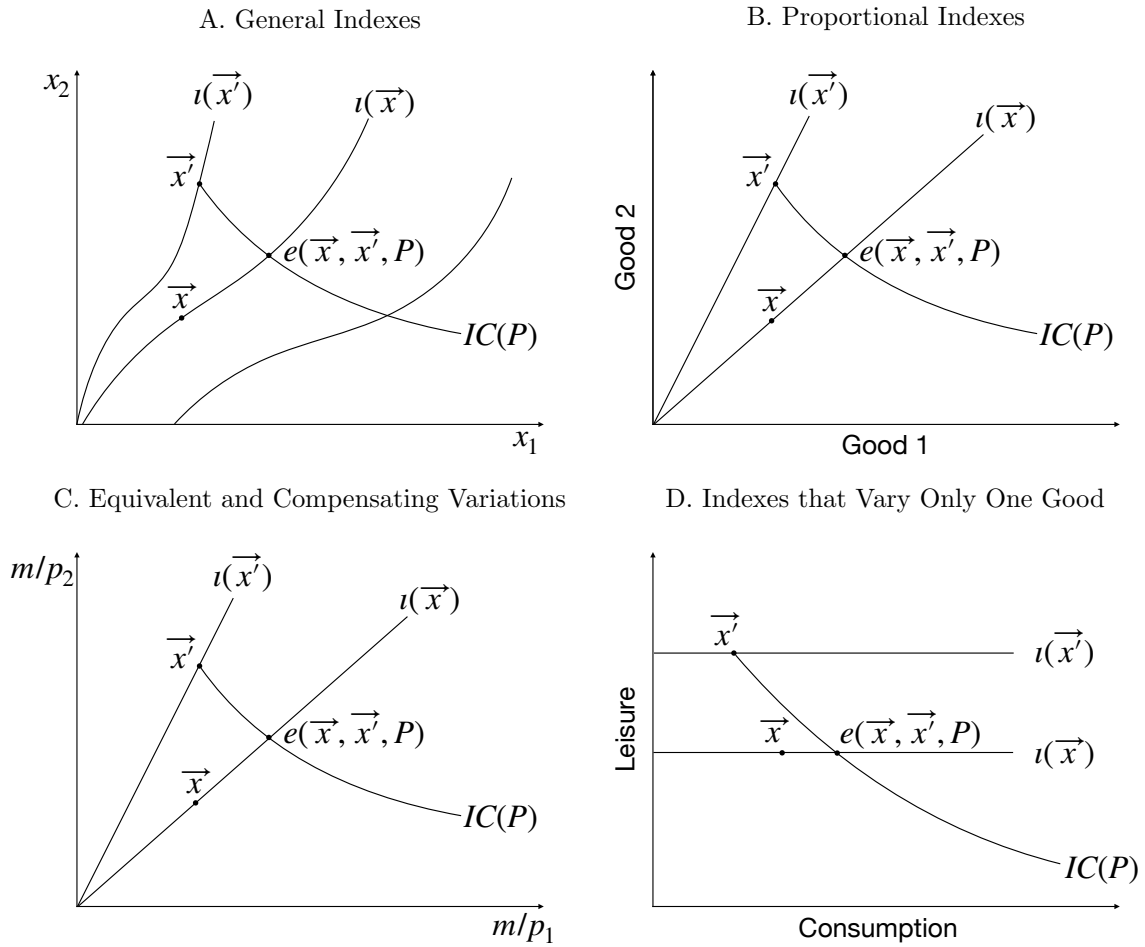 A. General Indexes
x₂
ι(x⃗′)
ι(x⃗)
x⃗′
e(x⃗, x⃗′, P)
x⃗
IC(P)
x₁
B. Proportional Indexes
ι(x⃗′)
ι(x⃗)
x⃗′
Good 2
e(x⃗, x⃗′, P)
x⃗
IC(P)
Good 1
C. Equivalent and Compensating Variations
m/p₂
ι(x⃗′)
ι(x⃗)
x⃗′
e(x⃗, x⃗′, P)
x⃗
IC(P)
m/p₁
D. Indexes that Vary Only One Good
x⃗′
ι(x⃗′)
Leisure
x⃗
e(x⃗, x⃗′, P)
ι(x⃗)
IC(P)
Consumption